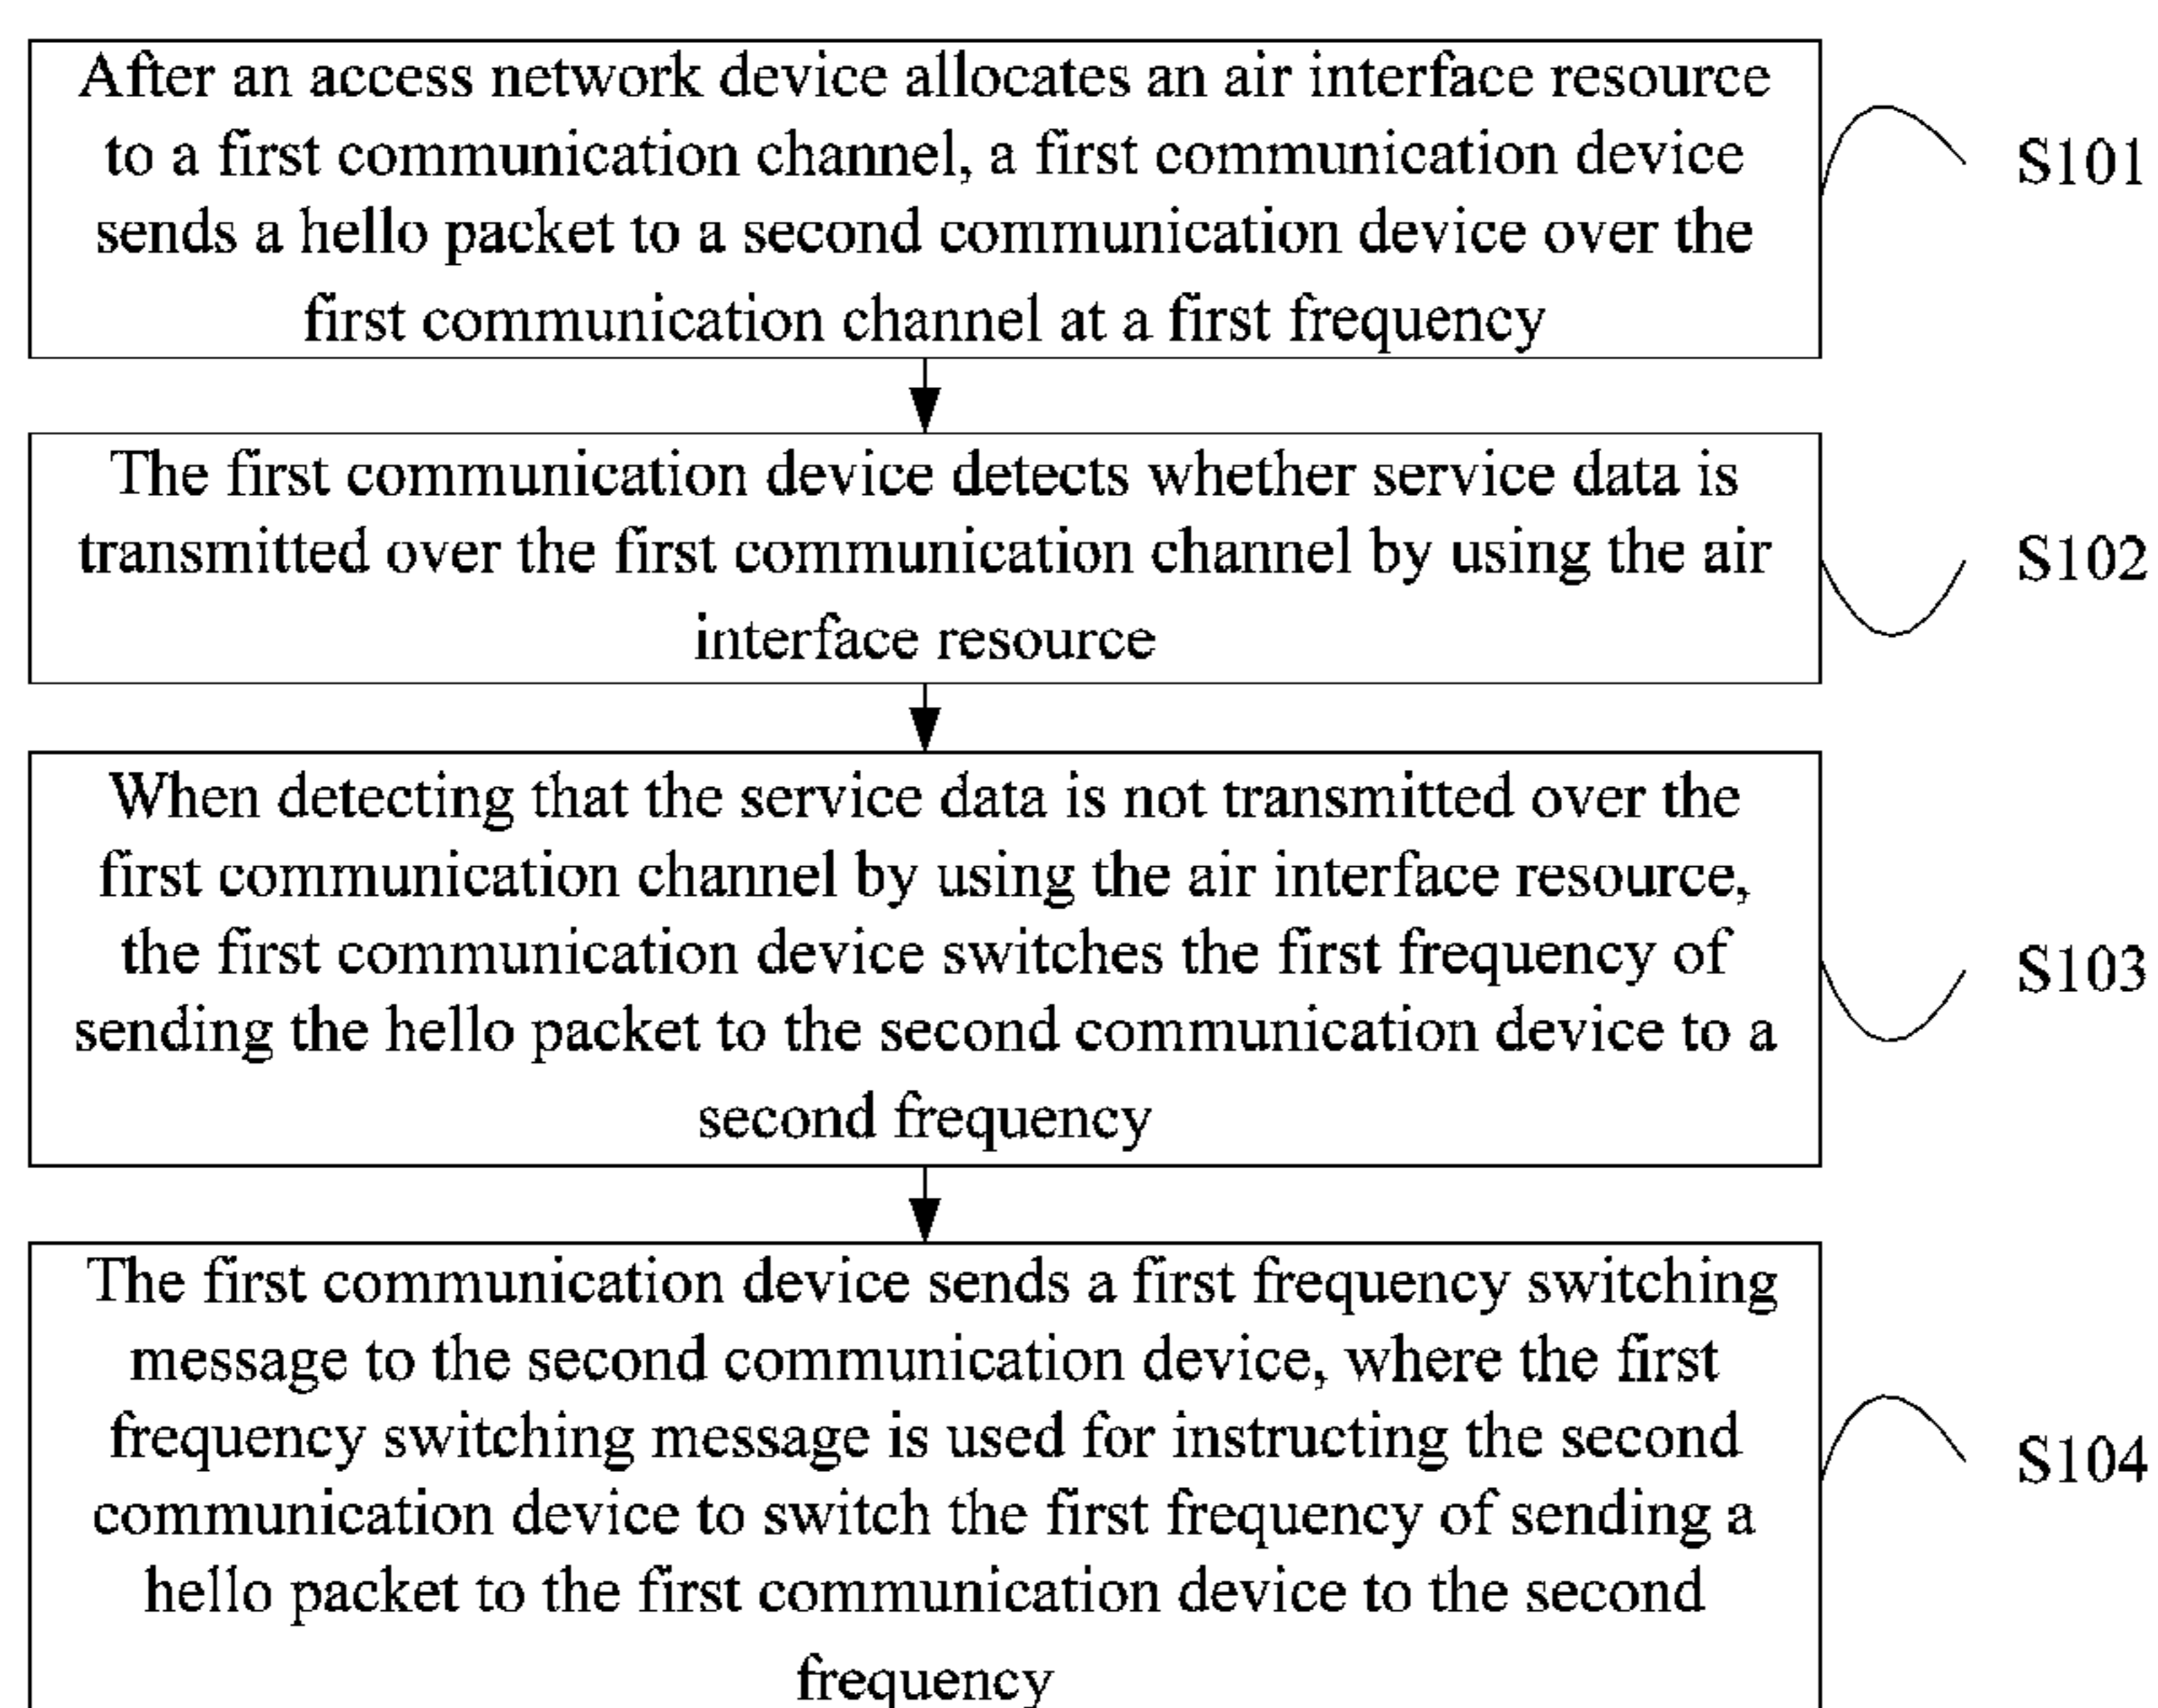 After an access network device allocates an air interface resource
to a first communication channel, a first communication device
sends a hello packet to a second communication device over the
first communication channel at a first frequency
S101
The first communication device detects whether service data is
transmitted over the first communication channel by using the air
interface resource
S102
When detecting that the service data is not transmitted over the
first communication channel by using the air interface resource,
the first communication device switches the first frequency of
sending the hello packet to the second communication device to a
second frequency
S103
The first communication device sends a first frequency switching
message to the second communication device, where the first
frequency switching message is used for instructing the second
communication device to switch the first frequency of sending a
hello packet to the first communication device to the second
frequency
S104